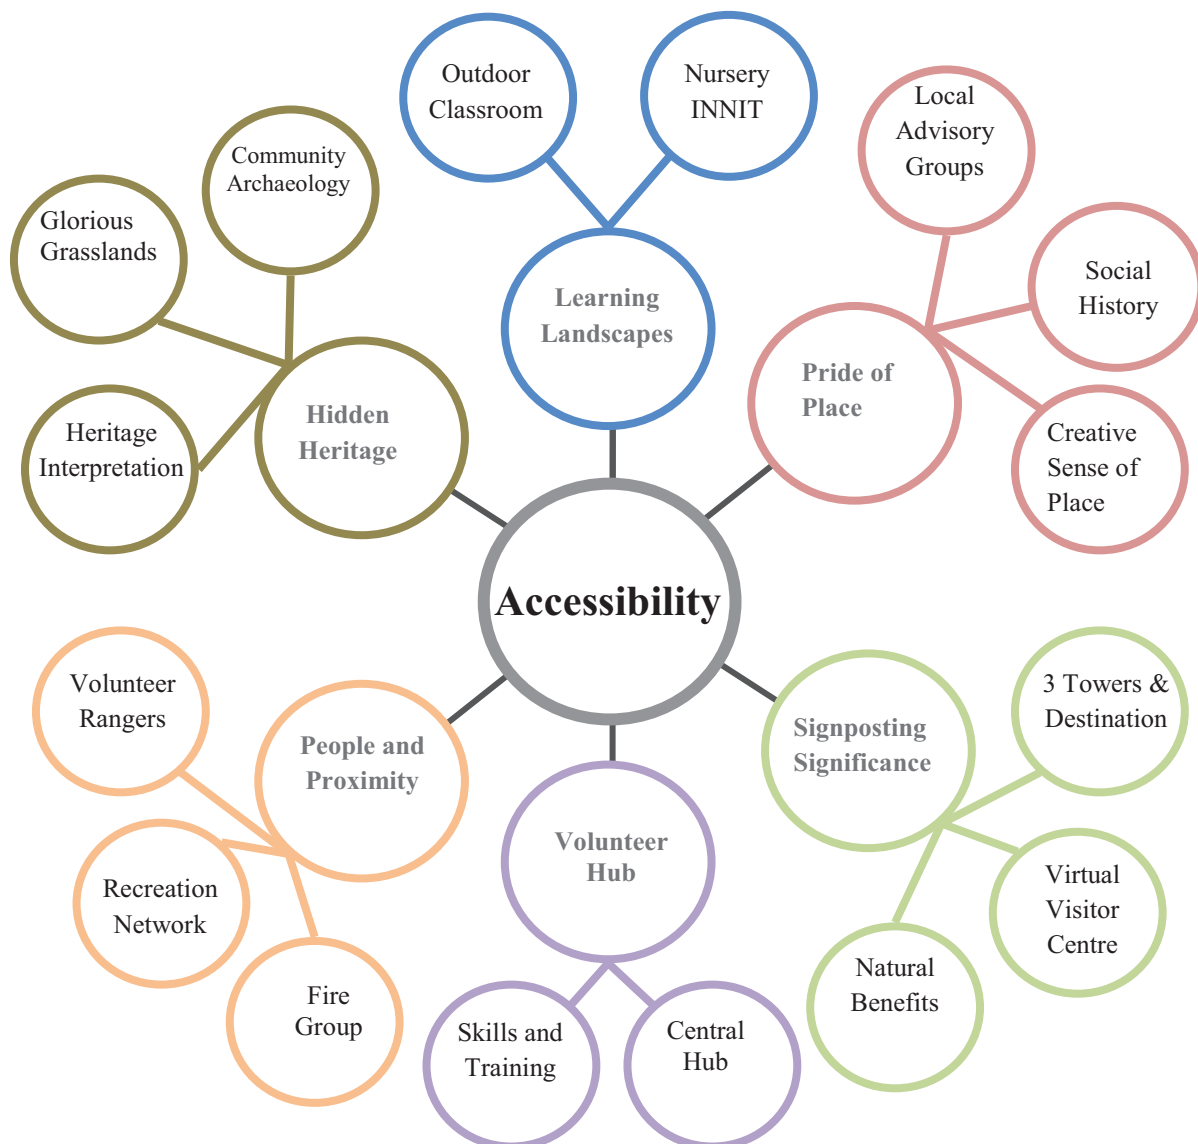 Outdoor
Classroom
Nursery
INNIT
Local
Advisory
Groups
Community
Archaeology
Glorious
Grasslands
Social
History
Learning
Landscapes
Pride of
Place
Hidden
Heritage
Heritage
Interpretation
Creative
Sense of
Place
Accessibility
Volunteer
Rangers
People and
Proximity
Signposting
Significance
3 Towers &
Destination
Volunteer
Hub
Recreation
Network
Virtual
Visitor
Centre
Fire
Group
Natural
Benefits
Skills and
Training
Central
Hub